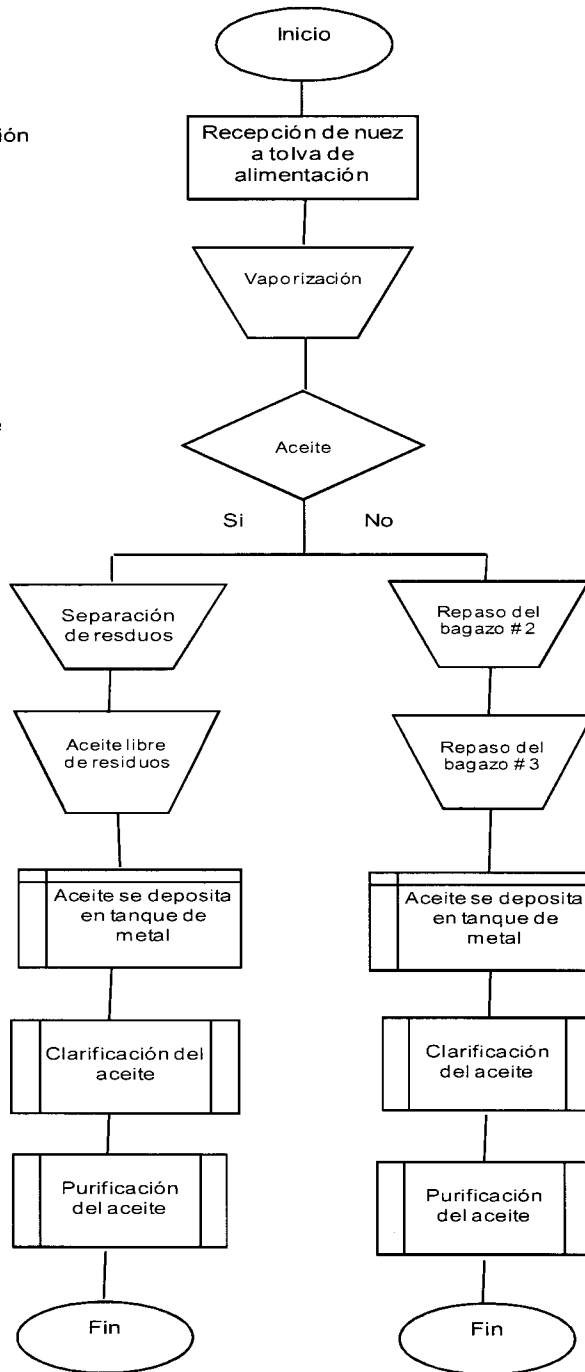 Inicio
ión
Recepción de nuez
a tolva de
alimentación
Vaporización
e
Aceite
Si
No
Separación
de resduos
Repaso del
bagazo #2
Aceite libre
de residuos
Repaso del
bagazo #3
Aceite se deposita
en tanque de
metal
Aceite se deposita
en tanque de
metal
Clarificación del
aceite
Clarificación
del aceite
Purificación
del aceite
Purificación
del aceite
Fin
Fin